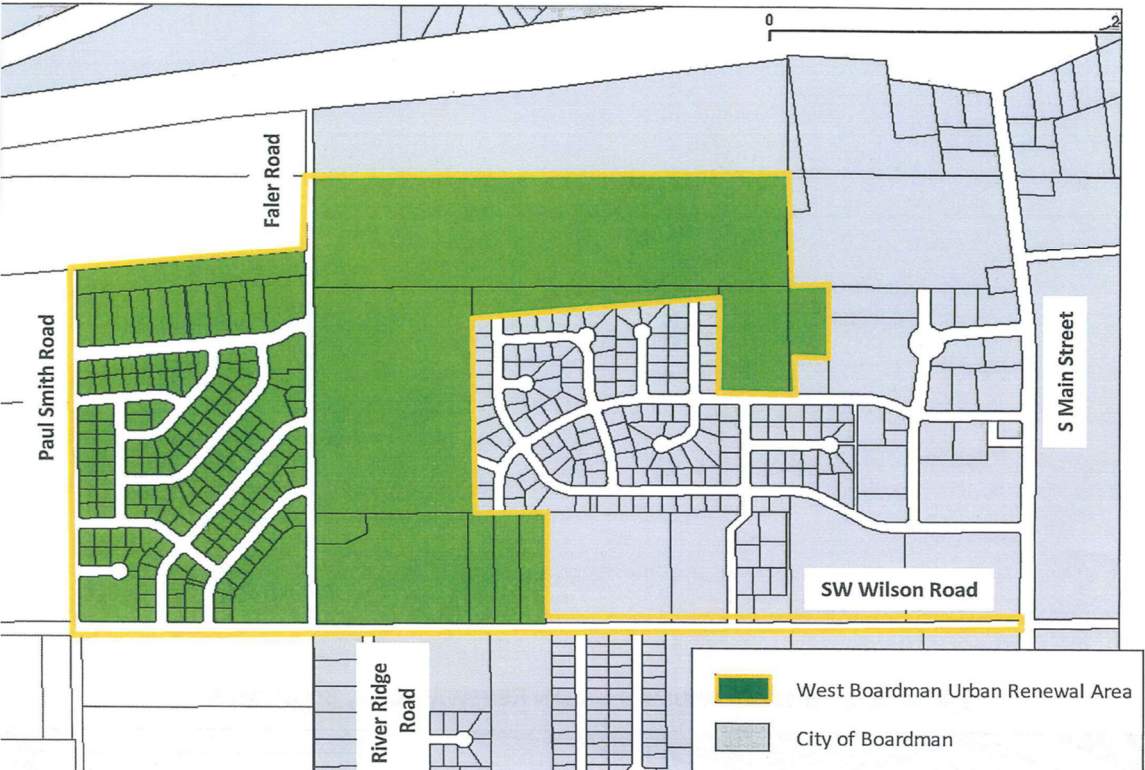 0
2
Faler Road
Paul Smith Road
S Main Street
SW Wilson Road
River Ridge
Road
West Boardman Urban Renewal Area
City of Boardman